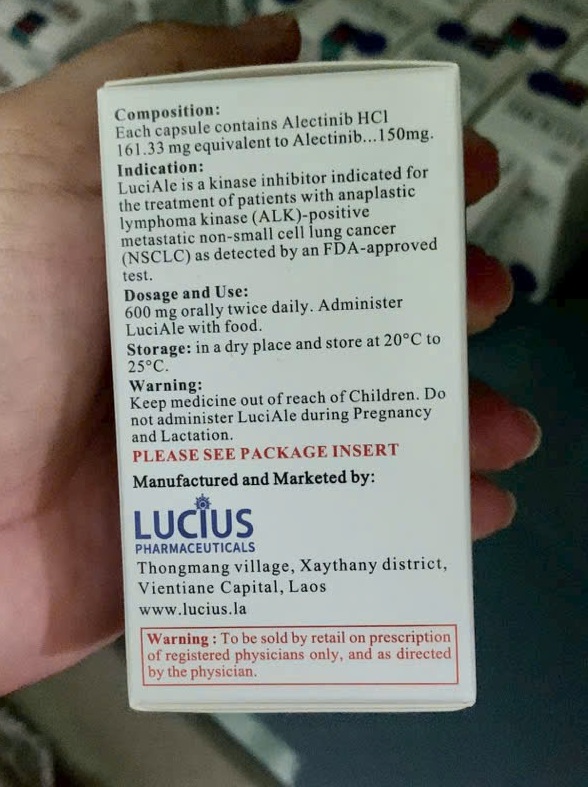 Composition:
Each capsule contains Alectinib HCl
161.33 mg equivalent to Alectinib...150mg.
Indication:
LuciAle is a kinase inhibitor indicated for
the treatment of patients with anaplastic
lymphoma kinase (ALK)-positive
metastatic non-small cell lung cancer
(NSCLC) as detected by an FDA-approved
test.
Dosage and Use:
600 mg orally twice daily. Administer
LuciAle with food.
Storage: in a dry place and store at 20°C to
25°C.
Warning:
Keep medicine out of reach of Children. Do
not administer LuciAle during Pregnancy
and Lactation.
PLEASE SEE PACKAGE INSERT
Manufactured and Marketed by:
LUCIUS
PHARMACEUTICALS
Thongmang village, Xaythany district,
Vientiane Capital, Laos
www.lucius.la
Warning : To be sold by retail on prescription
of registered physicians only, and as directed
by the physician.